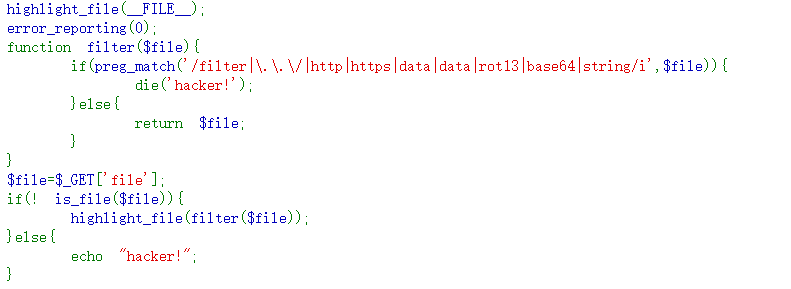 highlight_file(__FILE__);
error_reporting(0);
function filter($file){
        if(preg_match('/filter|\.\.\/|http|https|data|data|rot13|base64|string/i',$file)){
                die('hacker!');
        }else{
                return $file;
        }
}
$file=$_GET['file'];
if(! is_file($file)){
        highlight_file(filter($file));
}else{
        echo "hacker!";
}